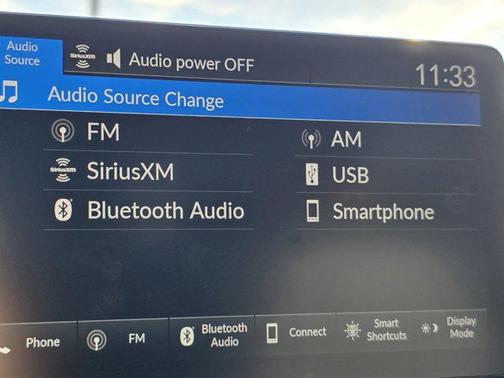 Audio
Source
SiriusXM
Audio power OFF
11:33
Audio Source Change
FM
AM
SiriusXM
SiriusXM
USB
Bluetooth Audio
Smartphone
Phone
FM
Bluetooth
Audio
Connect
Smart
Shortcuts
Display
Mode